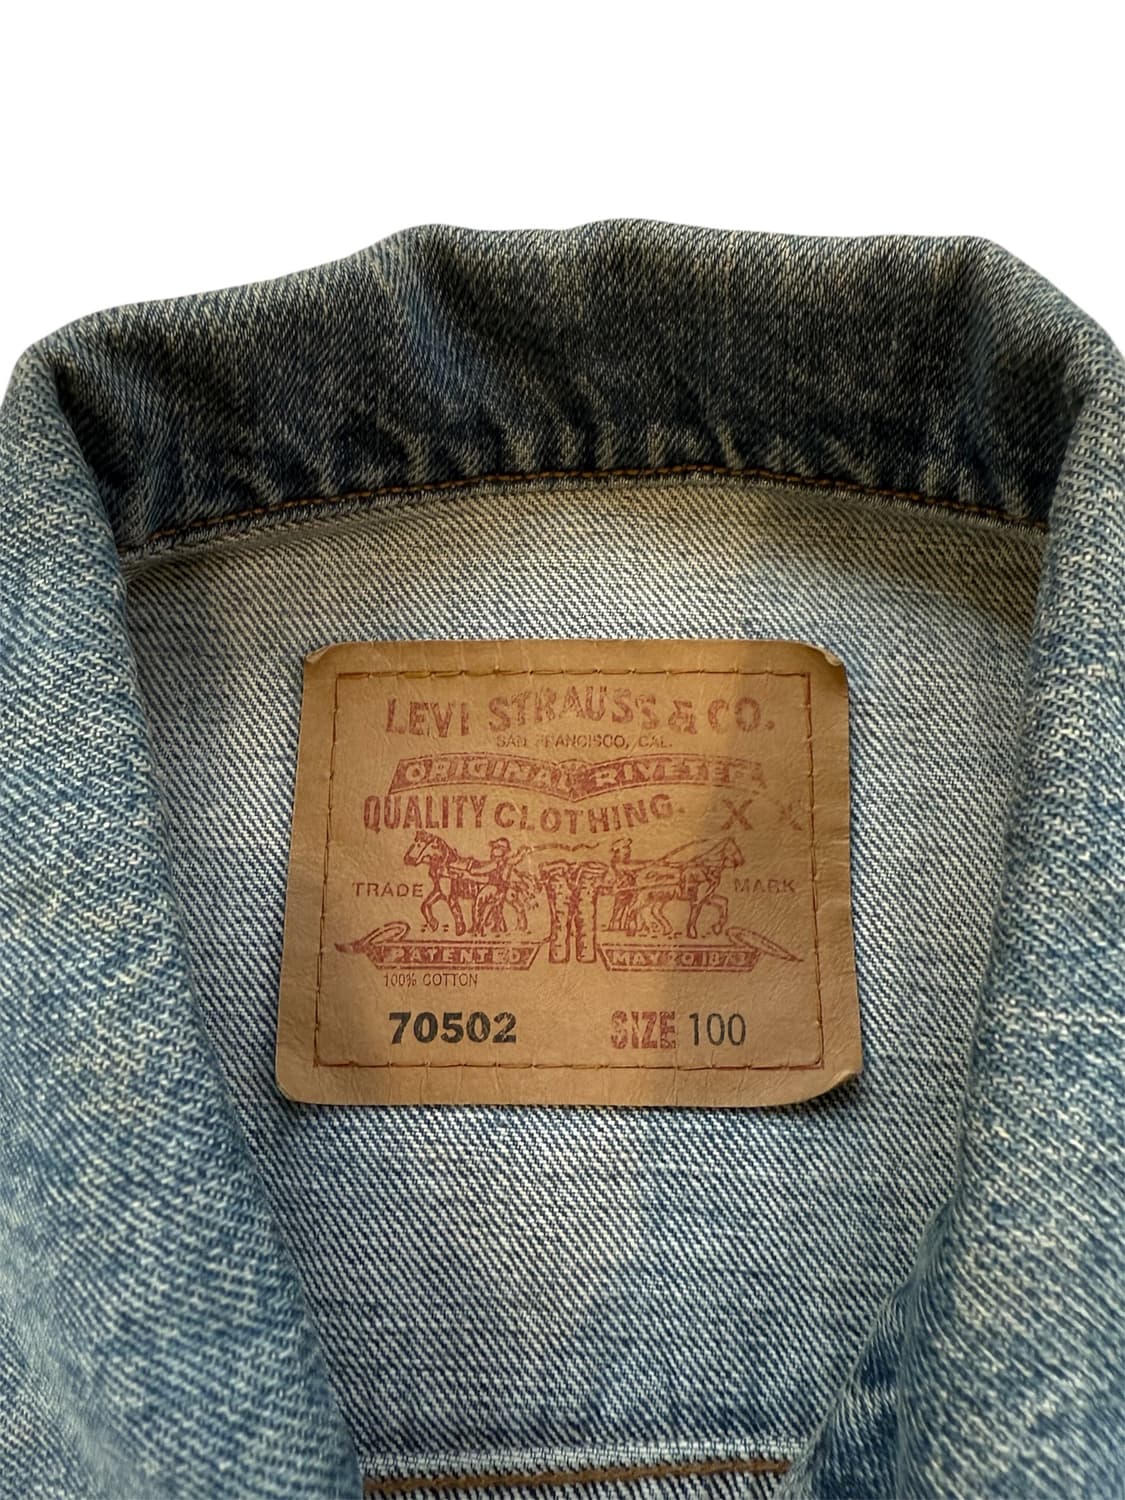 LEVI STRAUSS & CO.
SAN FRANCISCO, CAL.
ORIGINAL RIVETED
QUALITY CLOTHING. X X
TRADE MARK
PATENTED MAY 20 1873
100% COTTON
70502 SIZE 100